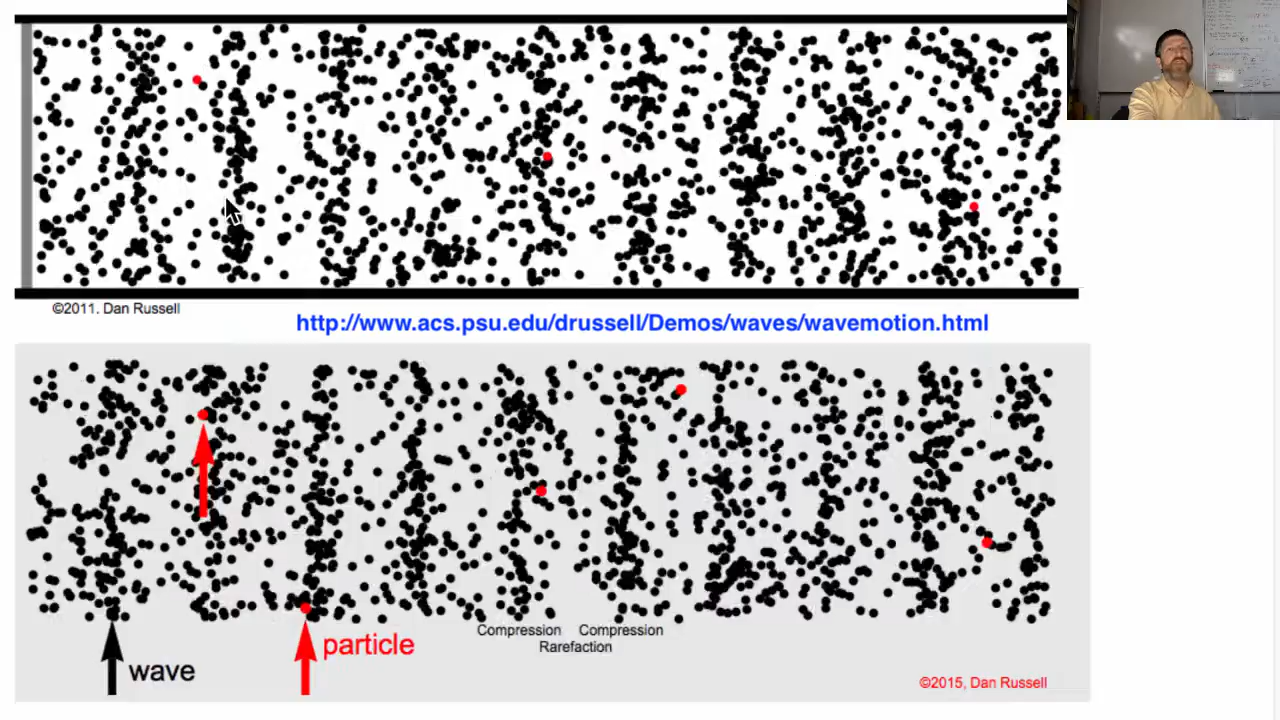 ©2011. Dan Russell
http://www.acs.psu.edu/drussell/Demos/waves/wavemotion.html
particle
wave
Compression Compression
Rarefaction
©2015, Dan Russell